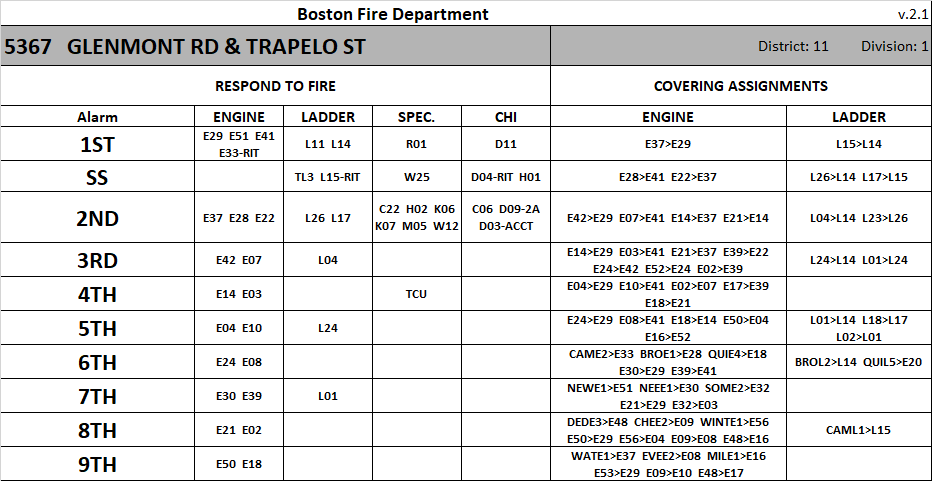 Boston Fire Department v.2.1
5367 GLENMONT RD & TRAPELO ST District: 11 Division: 1
RESPOND TO FIRE COVERING ASSIGNMENTS
Alarm ENGINE LADDER SPEC. CHI ENGINE LADDER
1ST
E29 E51 E41
E33-RIT
L11 L14
R01
D11
E37>E29
L15>L14
SS
TL3 L15-RIT
W25
D04-RIT H01
E28>E41 E22>E37
L26>L14 L17>L15
2ND
E37 E28 E22
L26 L17
C22 H02 K06
K07 M05 W12
C06 D09-2A
D03-ACCT
E42>E29 E07>E41 E14>E37 E21>E14
L04>L14 L23>L26
3RD
E42 E07
L04
E14>E29 E03>E41 E21>E37 E39>E22
E24>E42 E52>E24 E02>E39
L24>L14 L01>L24
4TH
E14 E03
TCU
E04>E29 E10>E41 E02>E07 E17>E39
E18>E21
5TH
E04 E10
L24
E24>E29 E08>E41 E18>E14 E50>E04
E16>E52
L01>L14 L18>L17
L02>L01
6TH
E24 E08
CAME2>E33 BROE1>E28 QUIE4>E18
E30>E29 E39>E41
BROL2>L14 QUIL5>E20
7TH
E30 E39
L01
NEWE1>E51 NEEE1>E30 SOME2>E32
E21>E29 E32>E03
8TH
E21 E02
DEDE3>E48 CHEE2>E09 WINTE1>E56
E50>E29 E56>E04 E09>E08 E48>E16
CAML1>L15
9TH
E50 E18
WATE1>E37 EVEE2>E08 MILE1>E16
E53>E29 E09>E10 E48>E17